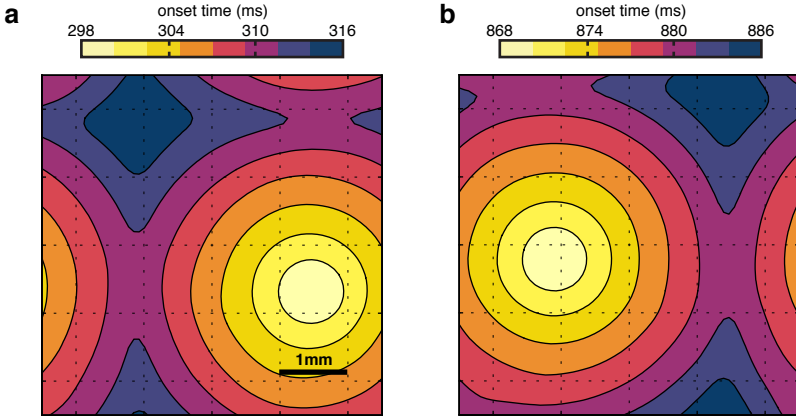 a
onset time (ms)
298 304 310 316
1mm
b
onset time (ms)
868 874 880 886